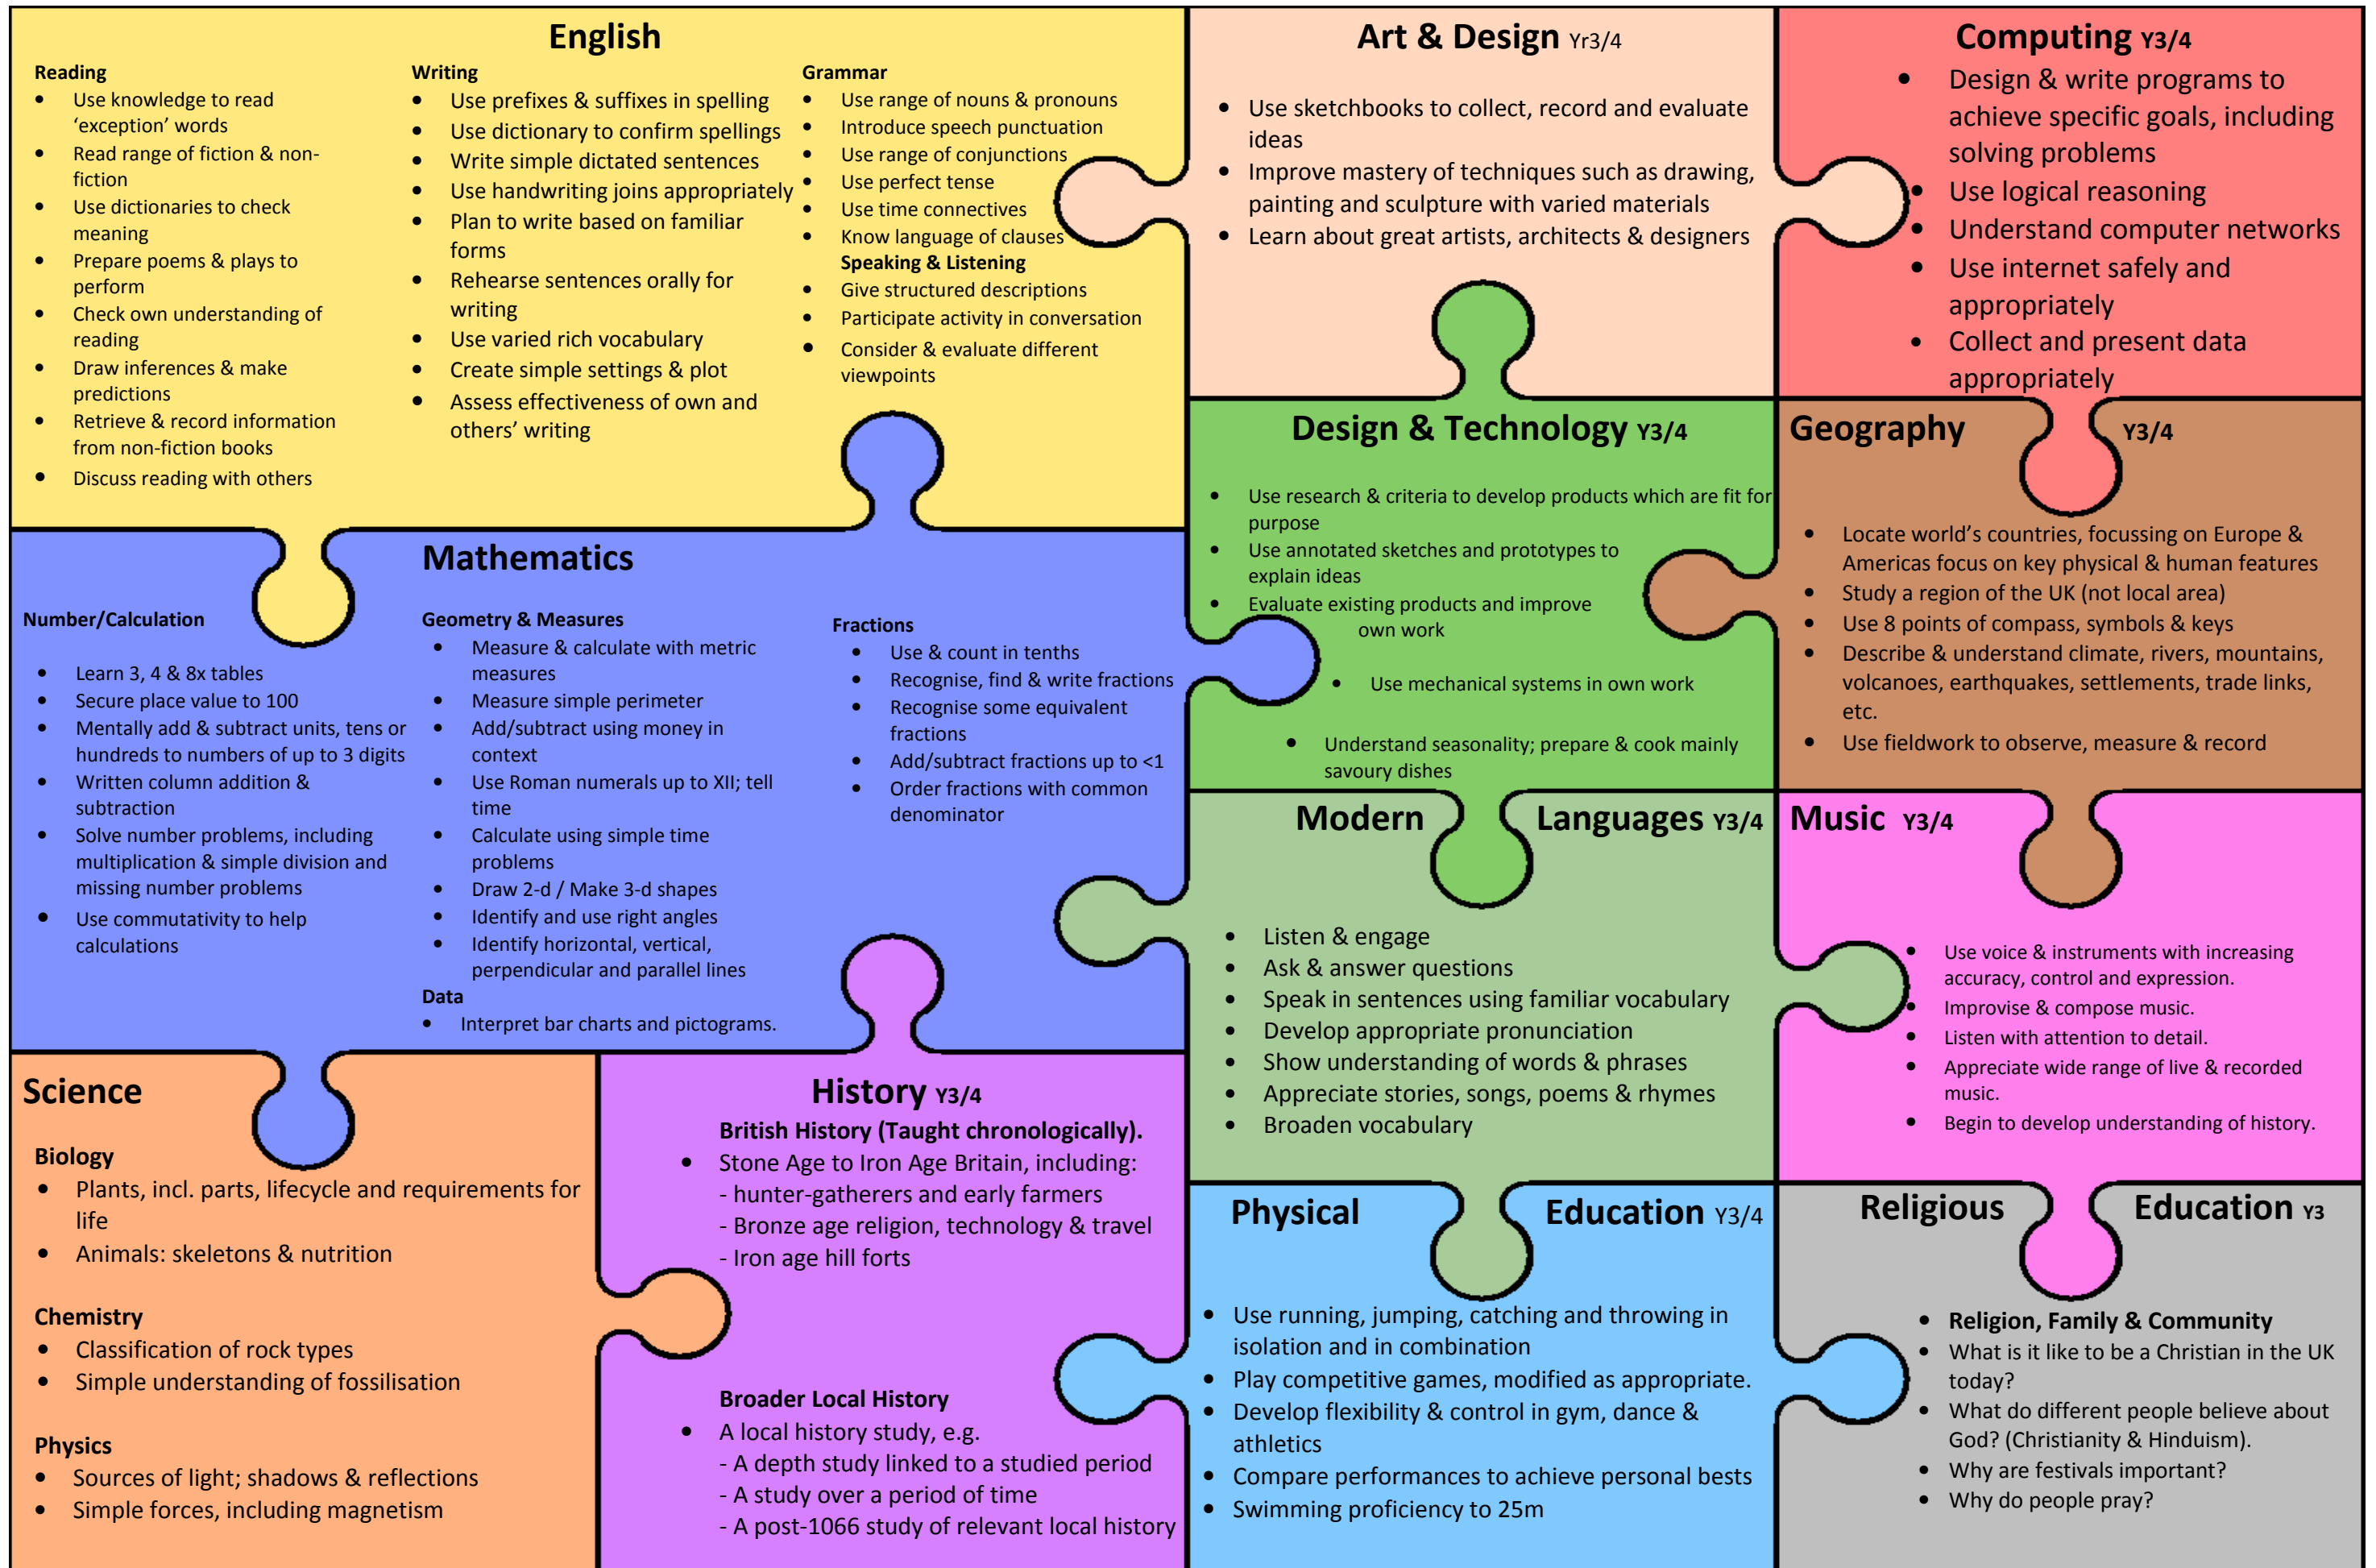 English
Reading
• Use knowledge to read
‘exception’ words
• Read range of fiction & non-
fiction
• Use dictionaries to check
meaning
• Prepare poems & plays to
perform
• Check own understanding of
reading
• Draw inferences & make
predictions
• Retrieve & record information
from non-fiction books
• Discuss reading with others
Writing
• Use prefixes & suffixes in spelling
• Use dictionary to confirm spellings
• Write simple dictated sentences
• Use handwriting joins appropriately
• Plan to write based on familiar
forms
• Rehearse sentences orally for
writing
• Use varied rich vocabulary
• Create simple settings & plot
• Assess effectiveness of own and
others’ writing
Grammar
• Use range of nouns & pronouns
• Introduce speech punctuation
• Use range of conjunctions
• Use perfect tense
• Use time connectives
• Know language of clauses
Speaking & Listening
• Give structured descriptions
• Participate activity in conversation
• Consider & evaluate different
viewpoints
Art & Design Yr3/4
• Use sketchbooks to collect, record and evaluate
ideas
• Improve mastery of techniques such as drawing,
painting and sculpture with varied materials
• Learn about great artists, architects & designers
Computing Y3/4
• Design & write programs to
achieve specific goals, including
solving problems
• Use logical reasoning
• Understand computer networks
• Use internet safely and
appropriately
• Collect and present data
appropriately
Mathematics
Number/Calculation
• Learn 3, 4 & 8x tables
• Secure place value to 100
• Mentally add & subtract units, tens or
hundreds to numbers of up to 3 digits
• Written column addition &
subtraction
• Solve number problems, including
multiplication & simple division and
missing number problems
• Use commutativity to help
calculations
Geometry & Measures
• Measure & calculate with metric
measures
• Measure simple perimeter
• Add/subtract using money in
context
• Use Roman numerals up to XII; tell
time
• Calculate using simple time
problems
• Draw 2-d / Make 3-d shapes
• Identify and use right angles
• Identify horizontal, vertical,
perpendicular and parallel lines
Data
• Interpret bar charts and pictograms.
Fractions
• Use & count in tenths
• Recognise, find & write fractions
• Recognise some equivalent
fractions
• Add/subtract fractions up to <1
• Order fractions with common
denominator
Design & Technology Y3/4
• Use research & criteria to develop products which are fit for
purpose
• Use annotated sketches and prototypes to
explain ideas
• Evaluate existing products and improve
own work
• Use mechanical systems in own work
• Understand seasonality; prepare & cook mainly
savoury dishes
Geography Y3/4
• Locate world’s countries, focussing on Europe &
Americas focus on key physical & human features
• Study a region of the UK (not local area)
• Use 8 points of compass, symbols & keys
• Describe & understand climate, rivers, mountains,
volcanoes, earthquakes, settlements, trade links,
etc.
• Use fieldwork to observe, measure & record
Modern Languages Y3/4
• Listen & engage
• Ask & answer questions
• Speak in sentences using familiar vocabulary
• Develop appropriate pronunciation
• Show understanding of words & phrases
• Appreciate stories, songs, poems & rhymes
• Broaden vocabulary
Music Y3/4
• Use voice & instruments with increasing
accuracy, control and expression.
• Improvise & compose music.
• Listen with attention to detail.
• Appreciate wide range of live & recorded
music.
• Begin to develop understanding of history.
Science
Biology
• Plants, incl. parts, lifecycle and requirements for
life
• Animals: skeletons & nutrition
Chemistry
• Classification of rock types
• Simple understanding of fossilisation
Physics
• Sources of light; shadows & reflections
• Simple forces, including magnetism
History Y3/4
British History (Taught chronologically).
• Stone Age to Iron Age Britain, including:
- hunter-gatherers and early farmers
- Bronze age religion, technology & travel
- Iron age hill forts
Broader Local History
• A local history study, e.g.
- A depth study linked to a studied period
- A study over a period of time
- A post-1066 study of relevant local history
Physical Education Y3/4
• Use running, jumping, catching and throwing in
isolation and in combination
• Play competitive games, modified as appropriate.
• Develop flexibility & control in gym, dance &
athletics
• Compare performances to achieve personal bests
• Swimming proficiency to 25m
Religious Education Y3
• Religion, Family & Community
• What is it like to be a Christian in the UK
today?
• What do different people believe about
God? (Christianity & Hinduism).
• Why are festivals important?
• Why do people pray?